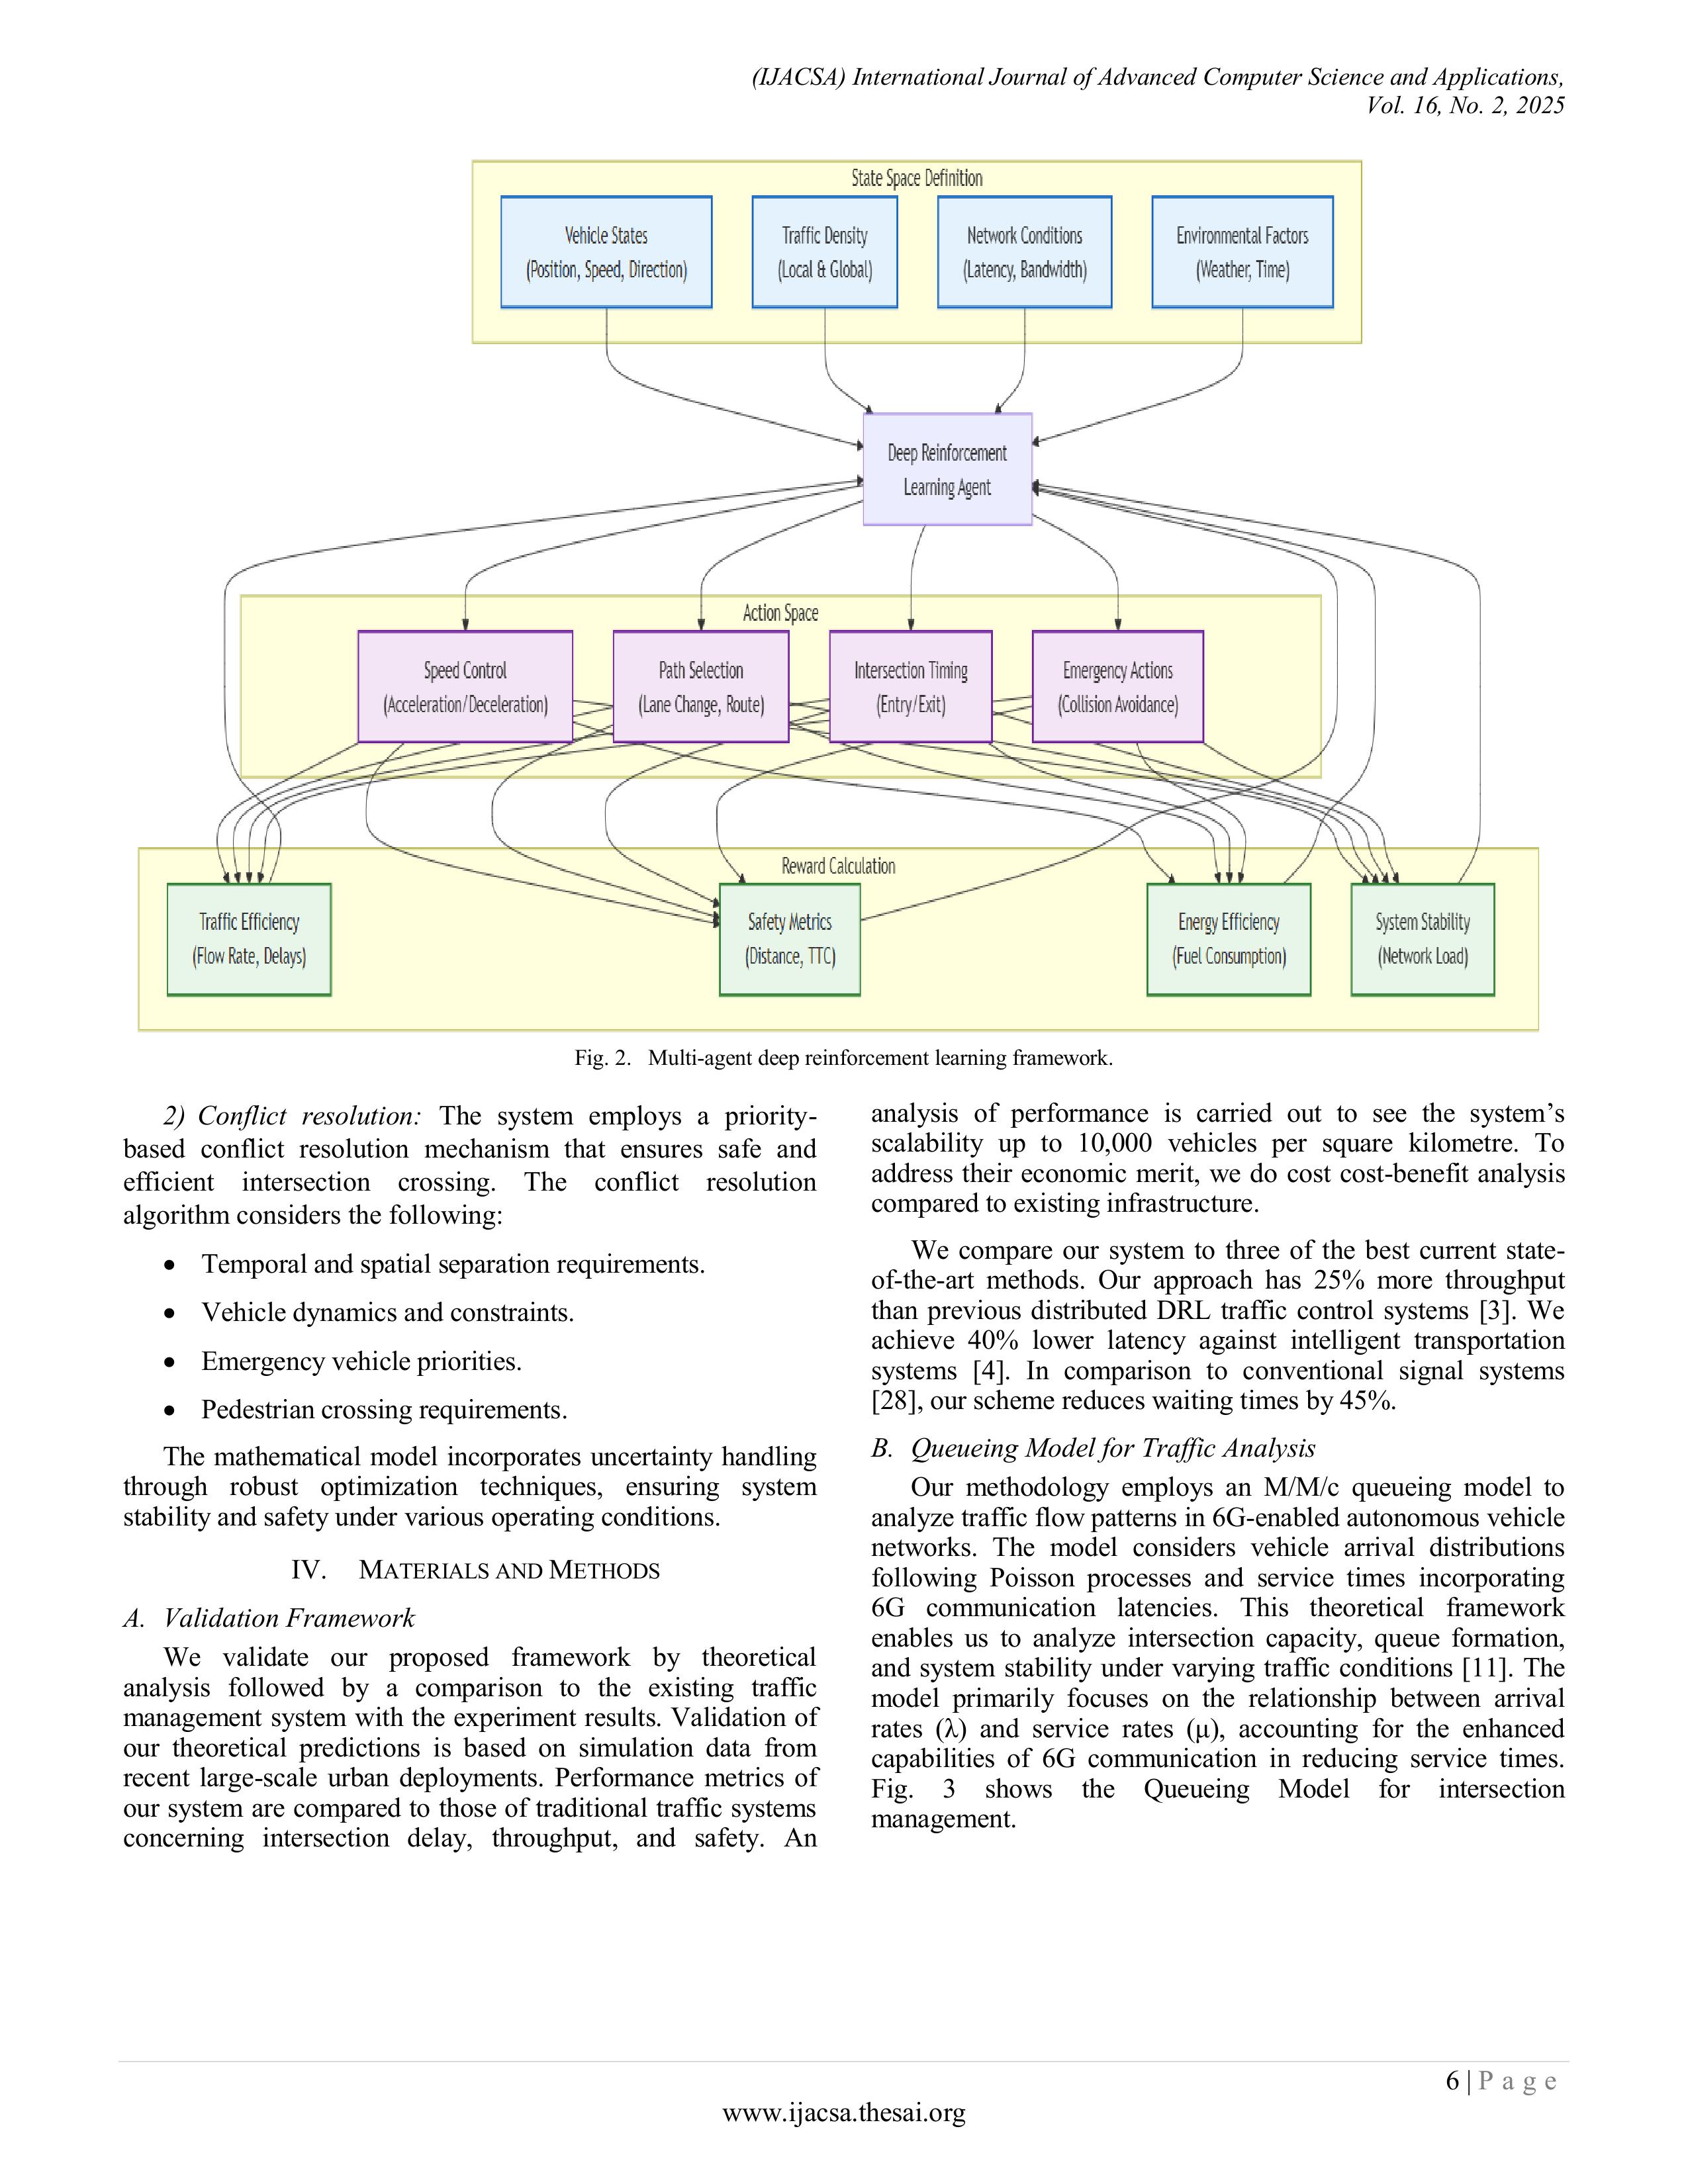 (IJACSA) International Journal of Advanced Computer Science and Applications,
Vol. 16, No. 2, 2025
State Space Definition
Vehicle States
(Position, Speed, Direction)
Traffic Density
(Local & Global)
Network Conditions
(Latency, Bandwidth)
Environmental Factors
(Weather, Time)
Deep Reinforcement
Learning Agent
Action Space
Speed Control
(Acceleration/Deceleration)
Path Selection
(Lane Change, Route)
Intersection Timing
(Entry/Exit)
Emergency Actions
(Collision Avoidance)
Reward Calculation
Traffic Efficiency
(Flow Rate, Delays)
Safety Metrics
(Distance, TTC)
Energy Efficiency
(Fuel Consumption)
System Stability
(Network Load)
Fig. 2. Multi-agent deep reinforcement learning framework.
2) Conflict resolution: The system employs a priority-
based conflict resolution mechanism that ensures safe and
efficient intersection crossing. The conflict resolution
algorithm considers the following:
• Temporal and spatial separation requirements.
• Vehicle dynamics and constraints.
• Emergency vehicle priorities.
• Pedestrian crossing requirements.
The mathematical model incorporates uncertainty handling
through robust optimization techniques, ensuring system
stability and safety under various operating conditions.
IV. MATERIALS AND METHODS
A. Validation Framework
We validate our proposed framework by theoretical
analysis followed by a comparison to the existing traffic
management system with the experiment results. Validation of
our theoretical predictions is based on simulation data from
recent large-scale urban deployments. Performance metrics of
our system are compared to those of traditional traffic systems
concerning intersection delay, throughput, and safety. An
analysis of performance is carried out to see the system's
scalability up to 10,000 vehicles per square kilometre. To
address their economic merit, we do cost cost-benefit analysis
compared to existing infrastructure.
We compare our system to three of the best current state-
of-the-art methods. Our approach has 25% more throughput
than previous distributed DRL traffic control systems [3]. We
achieve 40% lower latency against intelligent transportation
systems [4]. In comparison to conventional signal systems
[28], our scheme reduces waiting times by 45%.
B. Queueing Model for Traffic Analysis
Our methodology employs an M/M/c queueing model to
analyze traffic flow patterns in 6G-enabled autonomous vehicle
networks. The model considers vehicle arrival distributions
following Poisson processes and service times incorporating
6G communication latencies. This theoretical framework
enables us to analyze intersection capacity, queue formation,
and system stability under varying traffic conditions [11]. The
model primarily focuses on the relationship between arrival
rates (λ) and service rates (μ), accounting for the enhanced
capabilities of 6G communication in reducing service times.
Fig. 3 shows the Queueing Model for intersection
management.
6 | Page
www.ijacsa.thesai.org